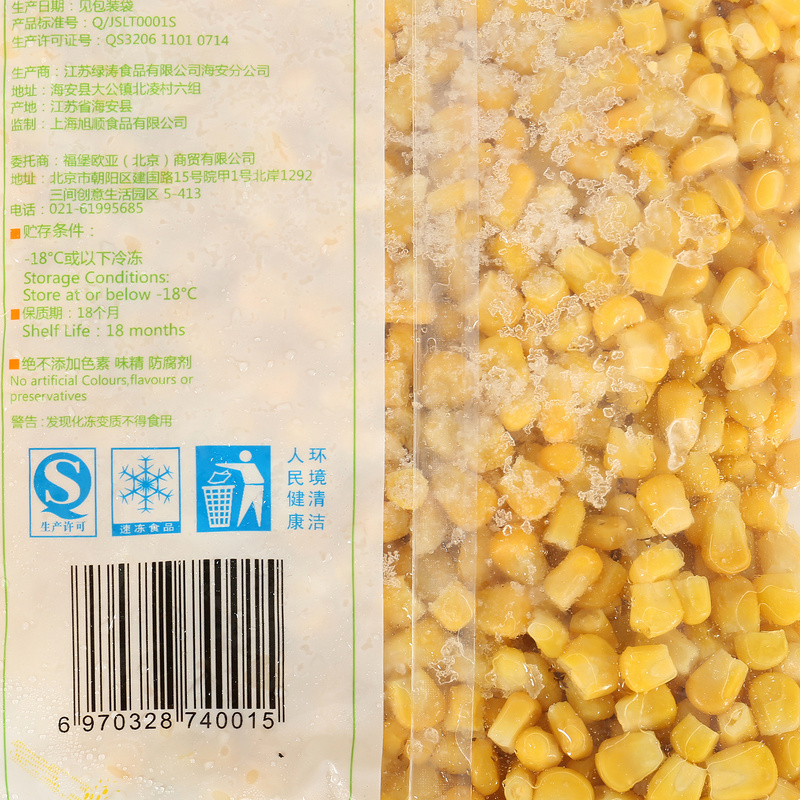 生产日期：见包装袋
产品标准号：Q/JSLT0001S
生产许可证号：QS3206 1101 0714
生产商：江苏绿涛食品有限公司海安分公司
地址：海安县大公镇北凌村六组
产地：江苏省海安县
监制：上海旭顺食品有限公司
委托商：福堡欧亚（北京）商贸有限公司
地址：北京市朝阳区建国路15号院甲1号北岸1292
三间创意生活园区 5-413
电话：021-61995685
贮存条件：
-18°C或以下冷冻
Storage Conditions:
Store at or below -18°C
保质期：18个月
Shelf Life：18 months
绝不添加色素 味精 防腐剂
No artificial Colours,flavours or
preservatives
警告：发现化冻变质不得食用
生产许可
速冻食品
人民健康
环境清洁
6 970328 740015